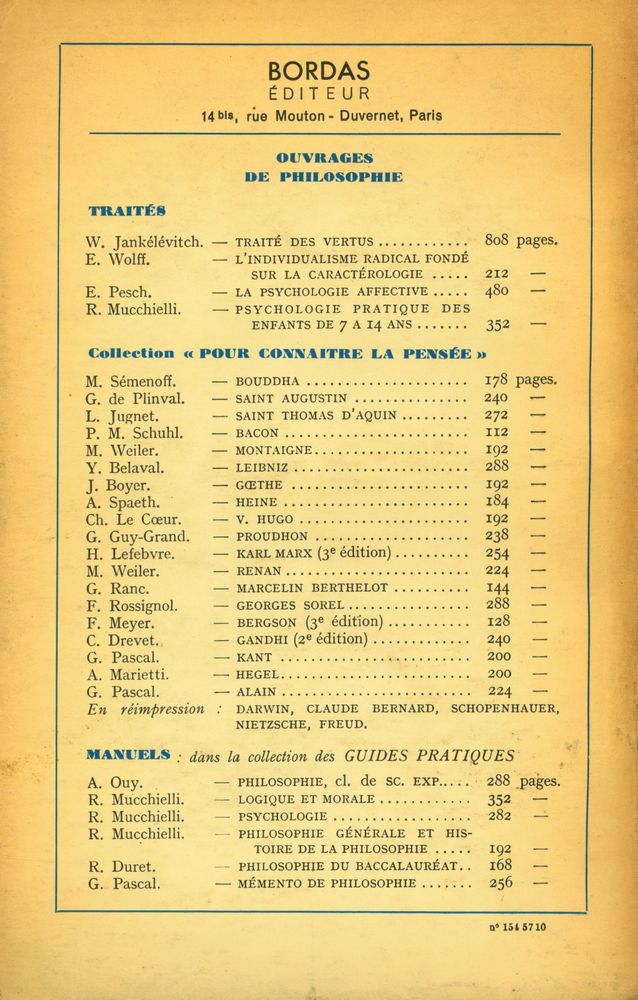 BORDAS
ÉDITEUR
14 bis, rue Mouton - Duvernet, Paris
OUVRAGES
DE PHILOSOPHIE
TRAITÉS
W. Jankélévitch. — TRAITÉ DES VERTUS ............ 808 pages.
E. Wolff. — L'INDIVIDUALISME RADICAL FONDÉ
SUR LA CARACTÉROLOGIE ..... 212 —
E. Pesch. — LA PSYCHOLOGIE AFFECTIVE ..... 480 —
R. Mucchielli. — PSYCHOLOGIE PRATIQUE DES
ENFANTS DE 7 A 14 ANS ....... 352 —
Collection « POUR CONNAITRE LA PENSÉE »
M. Sémenoff. — BOUDDHA ..................... 178 pages.
G. de Plinval. — SAINT AUGUSTIN ............... 240 —
L. Jugnet. — SAINT THOMAS D'AQUIN ......... 272 —
P. M. Schuhl. — BACON ........................ 112 —
M. Weiler. — MONTAIGNE.................... 192 —
Y. Belaval. — LEIBNIZ ....................... 288 —
J. Boyer. — GŒTHE ....................... 192 —
A. Spaeth. — HEINE ........................ 184 —
Ch. Le Cœur. — V. HUGO ...................... 192 —
G. Guy-Grand. — PROUDHON .................... 238 —
H. Lefebvre. — KARL MARX (3e édition) .......... 254 —
M. Weiler. — RENAN ........................ 224 —
G. Ranc. — MARCELIN BERTHELOT .......... 144 —
F. Rossignol. — GEORGES SOREL ................ 288 —
F. Meyer. — BERGSON (3e édition) ........... 128 —
C. Drevet. — GANDHI (2e édition) ............. 240 —
G. Pascal. — KANT ......................... 200 —
A. Marietti. — HEGEL......................... 200 —
G. Pascal. — ALAIN ......................... 224 —
En réimpression : DARWIN, CLAUDE BERNARD, SCHOPENHAUER,
NIETZSCHE, FREUD.
MANUELS : dans la collection des GUIDES PRATIQUES
A. Ouy. — PHILOSOPHIE, cl. de SC. EXP..... 288 pages.
R. Mucchielli. — LOGIQUE ET MORALE ............ 352 —
R. Mucchielli. — PSYCHOLOGIE .................. 282 —
R. Mucchielli. — PHILOSOPHIE GÉNÉRALE ET HIS-
TOIRE DE LA PHILOSOPHIE ..... 192 —
R. Duret. — PHILOSOPHIE DU BACCALAURÉAT.. 168 —
G. Pascal. — MÉMENTO DE PHILOSOPHIE ....... 256 —
n° 154 5710